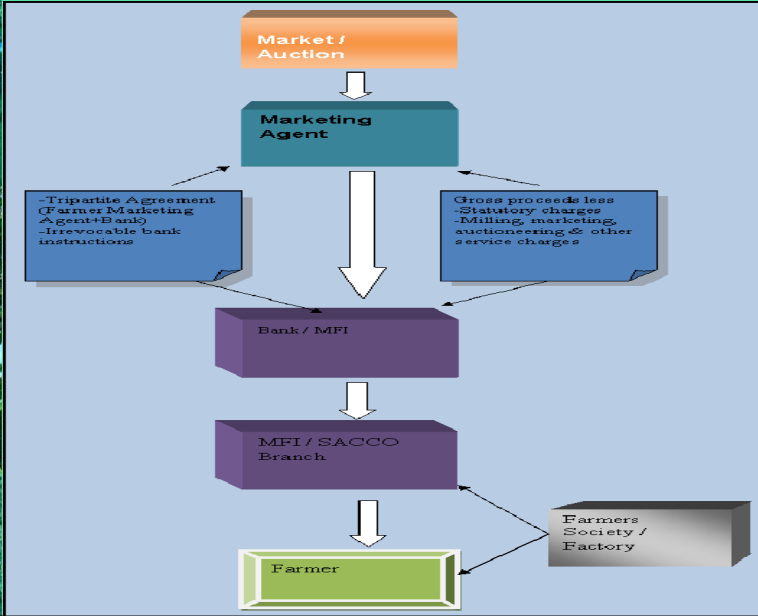 Market /
Auction
Marketing
Agent
-Tripartite Agreement
(Farmer Marketing
Agent+Bank)
-Irrevocable bank
instructions
Gross proceeds less
-Statutory charges
-Milling, marketing,
auctioneering & other
service charges
Bank / MFI
MFI / SACCO
Branch
Farmers
Society /
Factory
Farmer